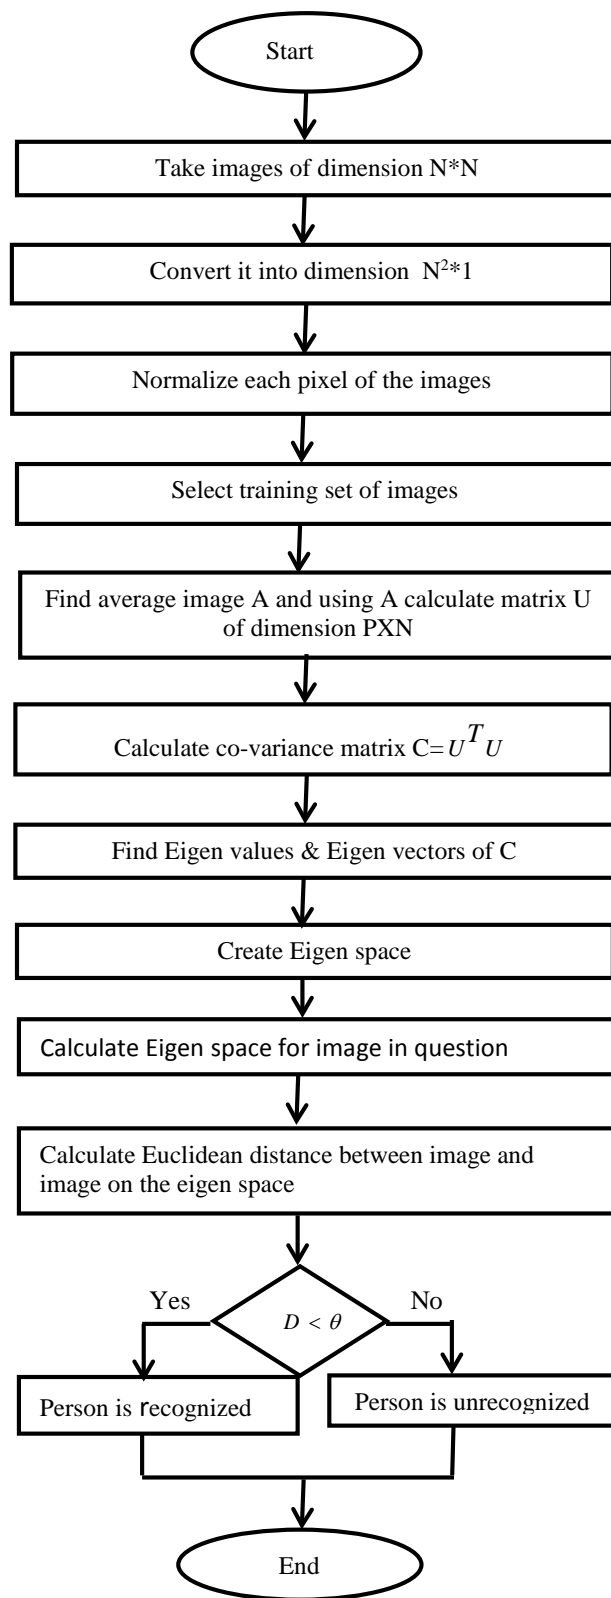 Start
Take images of dimension N*N
Convert it into dimension N²*1
Normalize each pixel of the images
Select training set of images
Find average image A and using A calculate matrix U
of dimension PXN
Calculate co-variance matrix C=U^T U
Find Eigen values & Eigen vectors of C
Create Eigen space
Calculate Eigen space for image in question
Calculate Euclidean distance between image and
image on the eigen space
Yes
D < θ
No
Person is recognized
Person is unrecognized
End